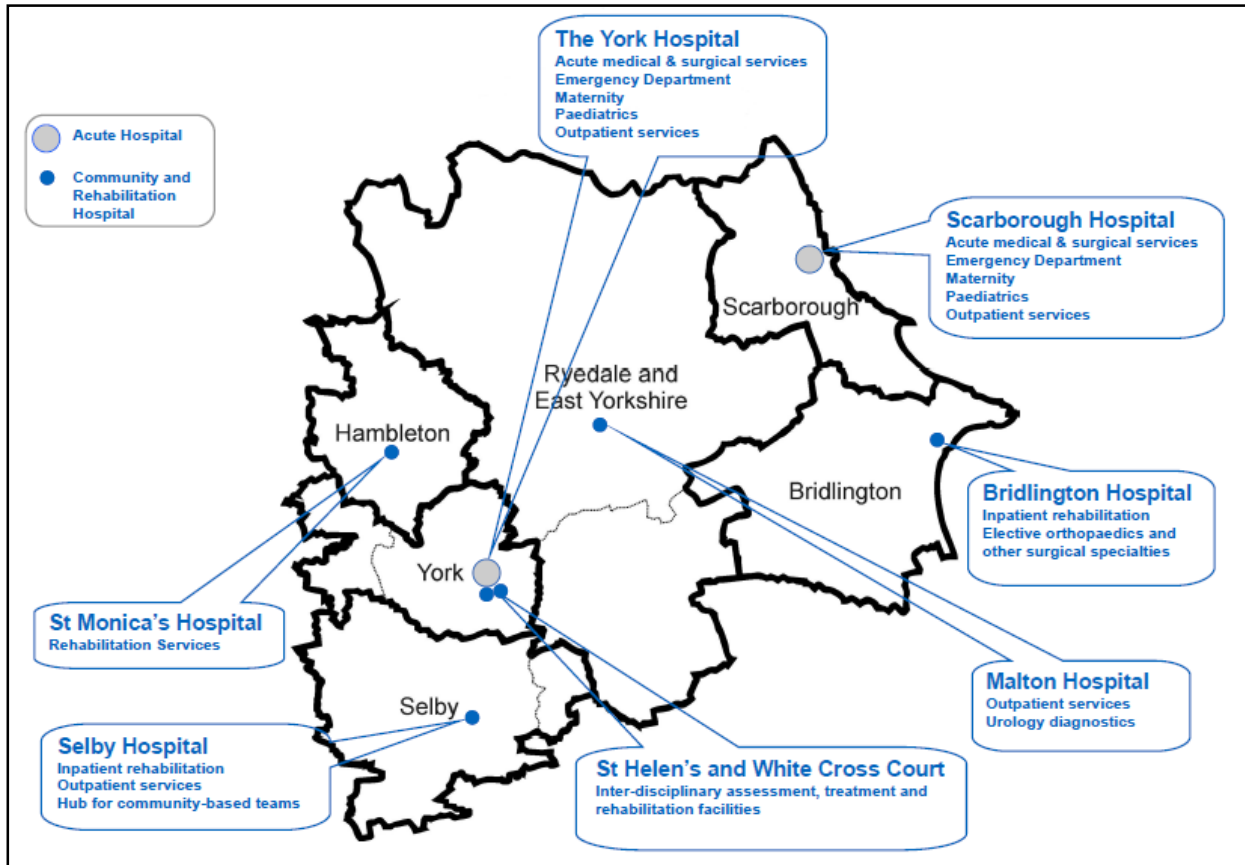 The York Hospital
Acute medical & surgical services
Emergency Department
Maternity
Paediatrics
Outpatient services
Acute Hospital
Community and
Rehabilitation
Hospital
Scarborough Hospital
Acute medical & surgical services
Emergency Department
Maternity
Paediatrics
Outpatient services
Scarborough
Ryedale and
East Yorkshire
Hambleton
Bridlington
Bridlington Hospital
Inpatient rehabilitation
Elective orthopaedics and
other surgical specialties
York
St Monica's Hospital
Rehabilitation Services
Malton Hospital
Outpatient services
Urology diagnostics
Selby
Selby Hospital
Inpatient rehabilitation
Outpatient services
Hub for community-based teams
St Helen's and White Cross Court
Inter-disciplinary assessment, treatment and
rehabilitation facilities